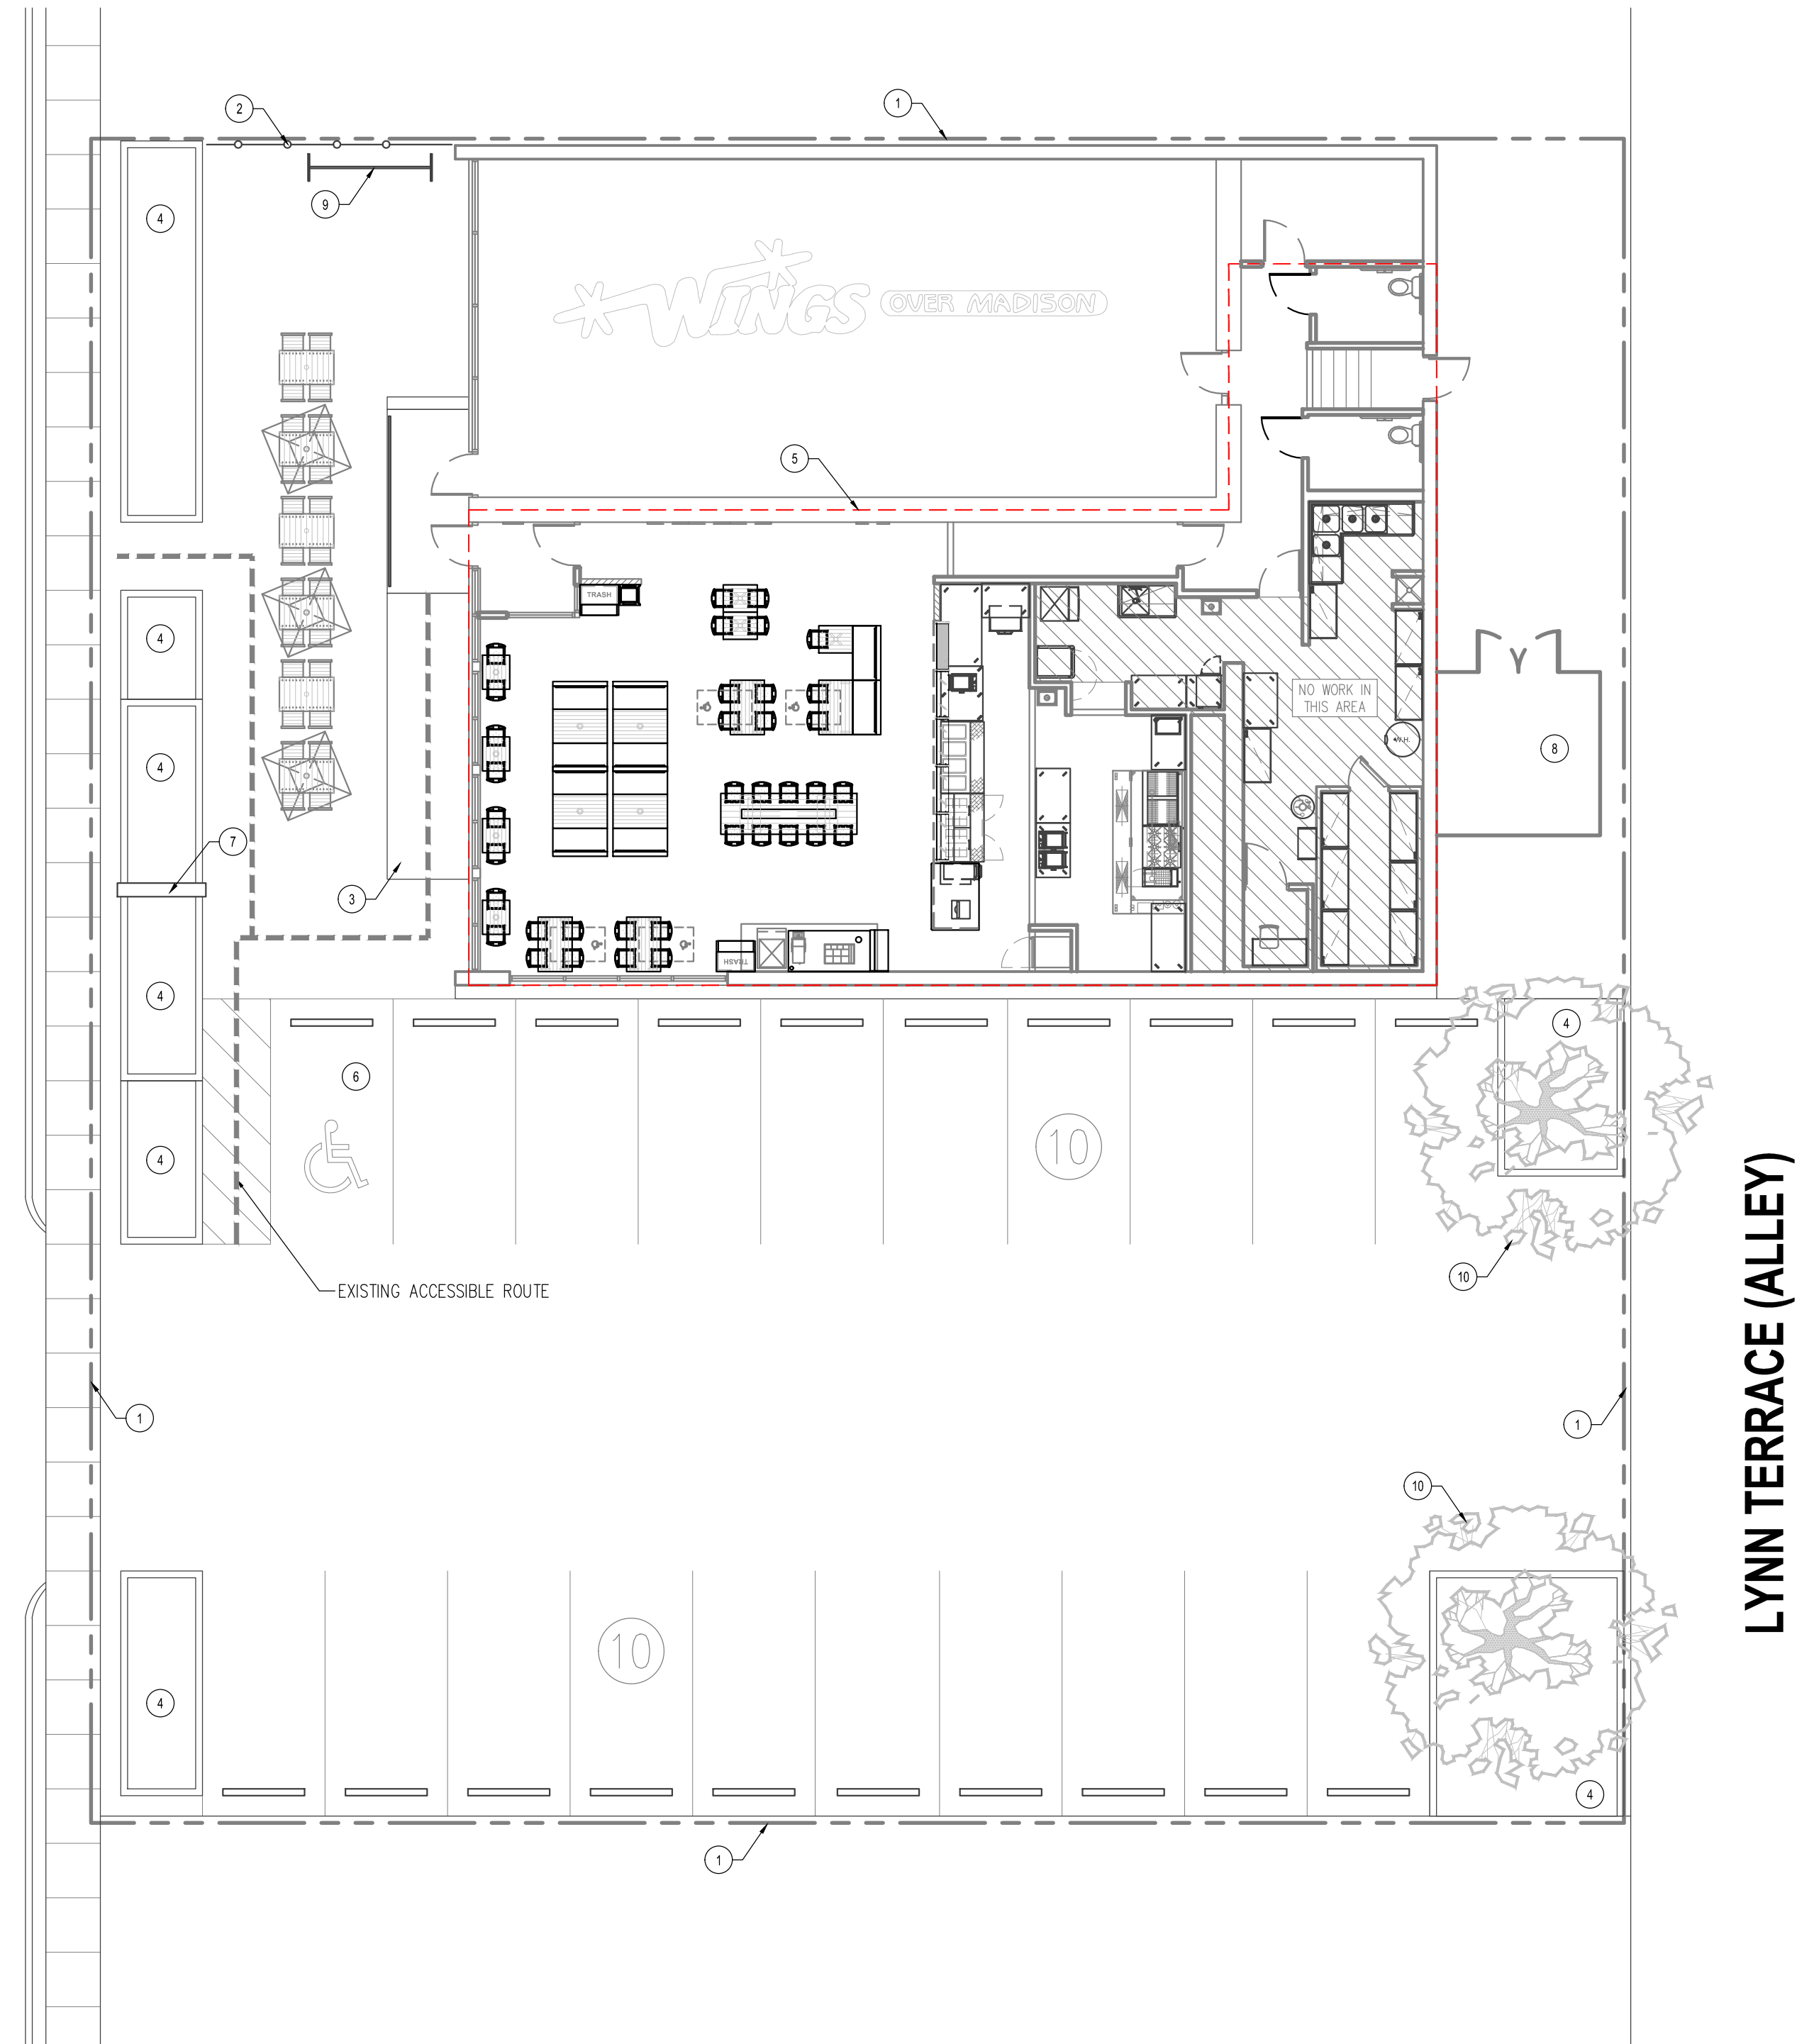 2
1
4
9
WINGS OVER MADISON
5
TRASH
4
NO WORK IN
THIS AREA
W.H.
8
4
7
3
TRASH
4
4
6
10
4
EXISTING ACCESSIBLE ROUTE
10
1
1
10
10
4
4
1
LYNN TERRACE (ALLEY)